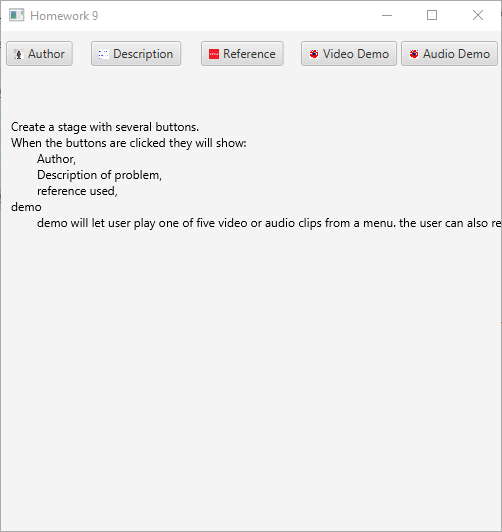 Homework 9
Author Description Reference Video Demo Audio Demo
Create a stage with several buttons.
When the buttons are clicked they will show:
Author,
Description of problem,
reference used,
demo
demo will let user play one of five video or audio clips from a menu. the user can also re